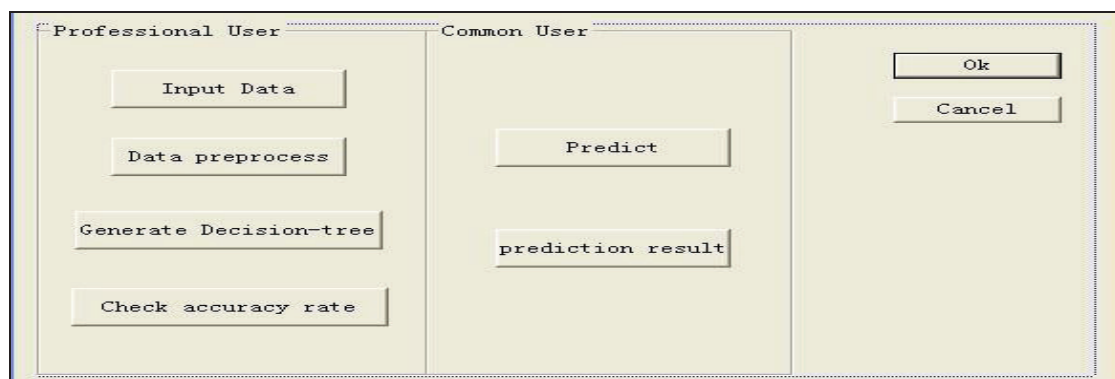 Professional User
Input Data
Data preprocess
Generate Decision-tree
Check accuracy rate
Common User
Predict
prediction result
Ok
Cancel